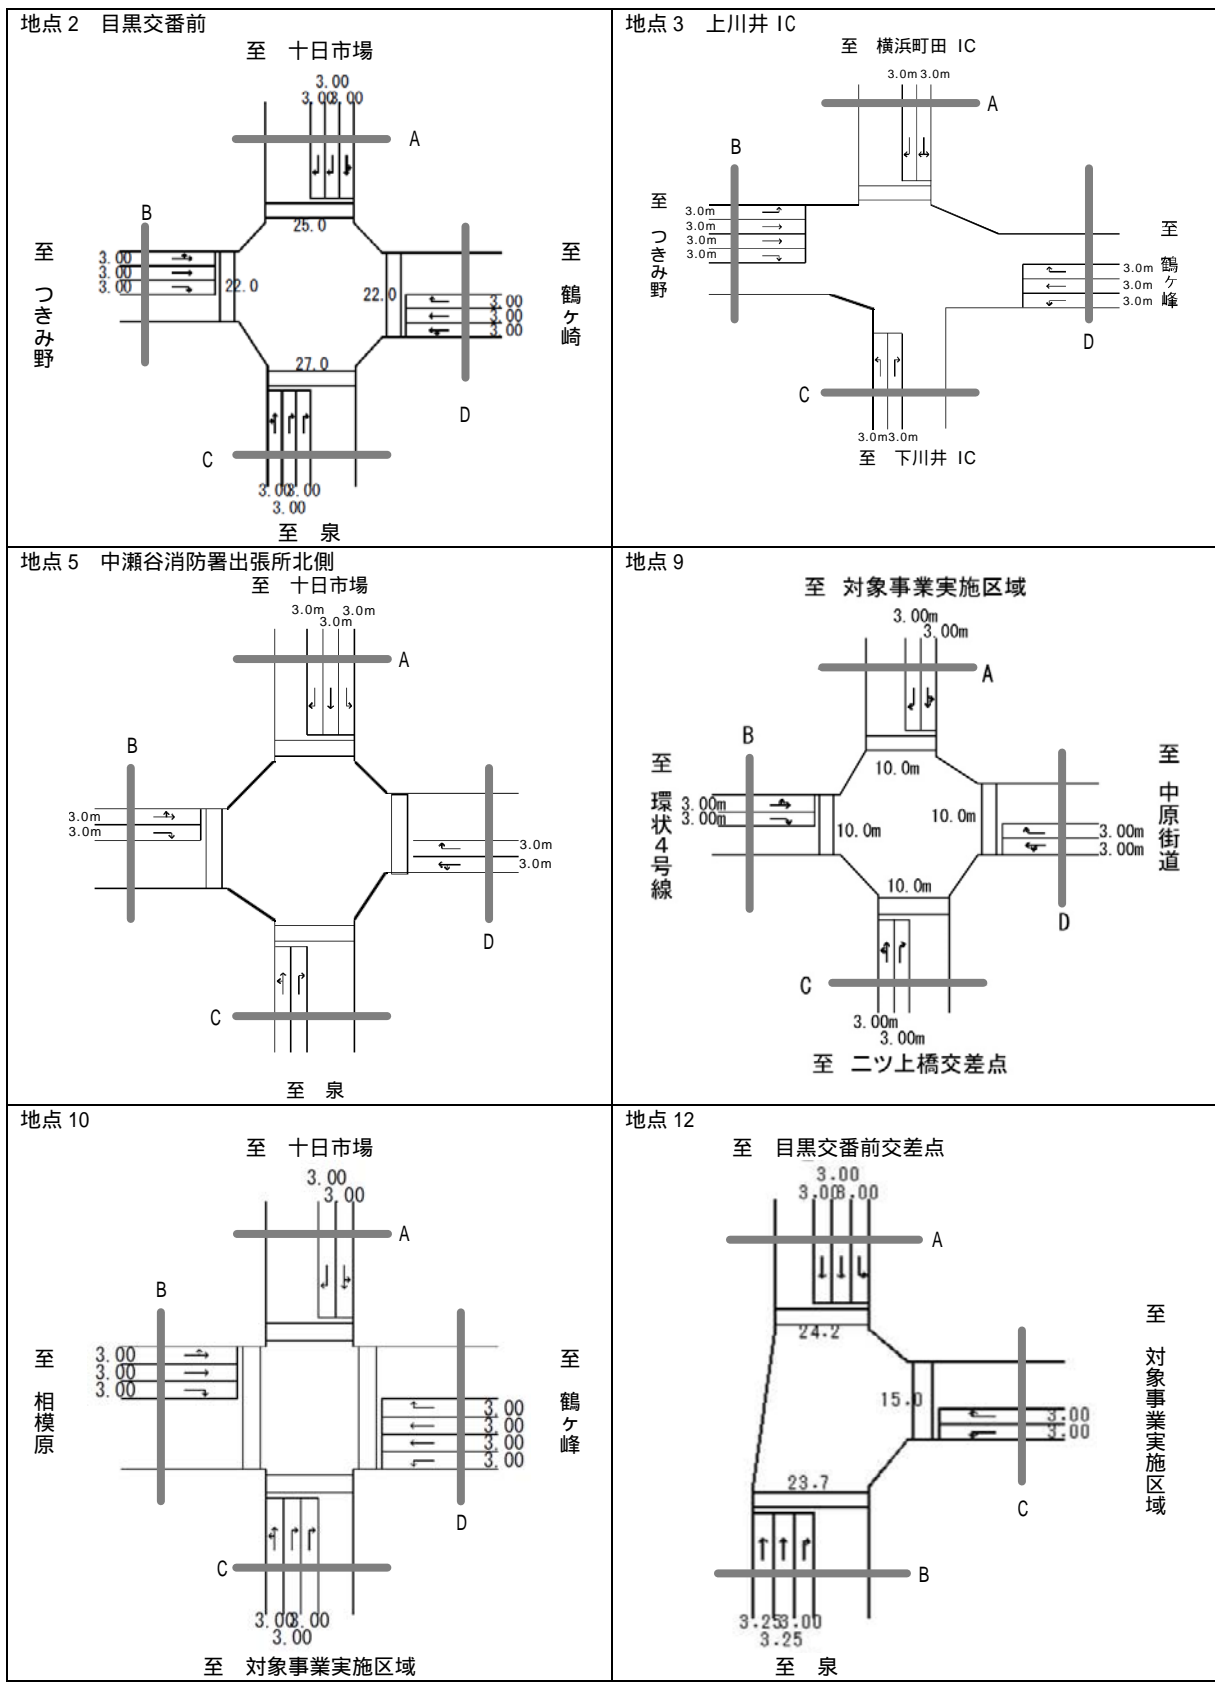 地点2 目黒交番前
至 十日市場
3.00
3.00
3.00
A
B
至 つきみ野
3.00
3.00
3.00
25.0
22.0
22.0
27.0
3.00
3.00
3.00
至 鶴ヶ崎
D
C
3.00
3.00
3.00
至 泉
地点3 上川井 IC
至 横浜町田 IC
3.0m
3.0m
A
B
至 つきみ野
3.0m
3.0m
3.0m
3.0m
3.0m
3.0m
3.0m
至 鶴ヶ峰
D
C
3.0m
3.0m
至 下川井 IC
地点5 中瀬谷消防署出張所北側
至 十日市場
3.0m
3.0m
3.0m
A
B
3.0m
3.0m
3.0m
3.0m
D
C
至 泉
地点9
至 対象事業実施区域
3.00m
3.00m
A
B
至 環状4号線
3.00m
3.00m
10.0m
10.0m
10.0m
10.0m
3.00m
3.00m
至 中原街道
D
C
3.00m
3.00m
至 二ツ上橋交差点
地点10
至 十日市場
3.00
3.00
A
B
至 相模原
3.00
3.00
3.00
3.00
3.00
3.00
3.00
至 鶴ヶ峰
D
C
3.00
3.00
3.00
至 対象事業実施区域
地点12
至 目黒交番前交差点
3.00
3.00
3.00
A
24.2
15.0
23.7
3.00
3.00
至 対象事業実施区域
C
B
3.25
3.00
3.25
至 泉